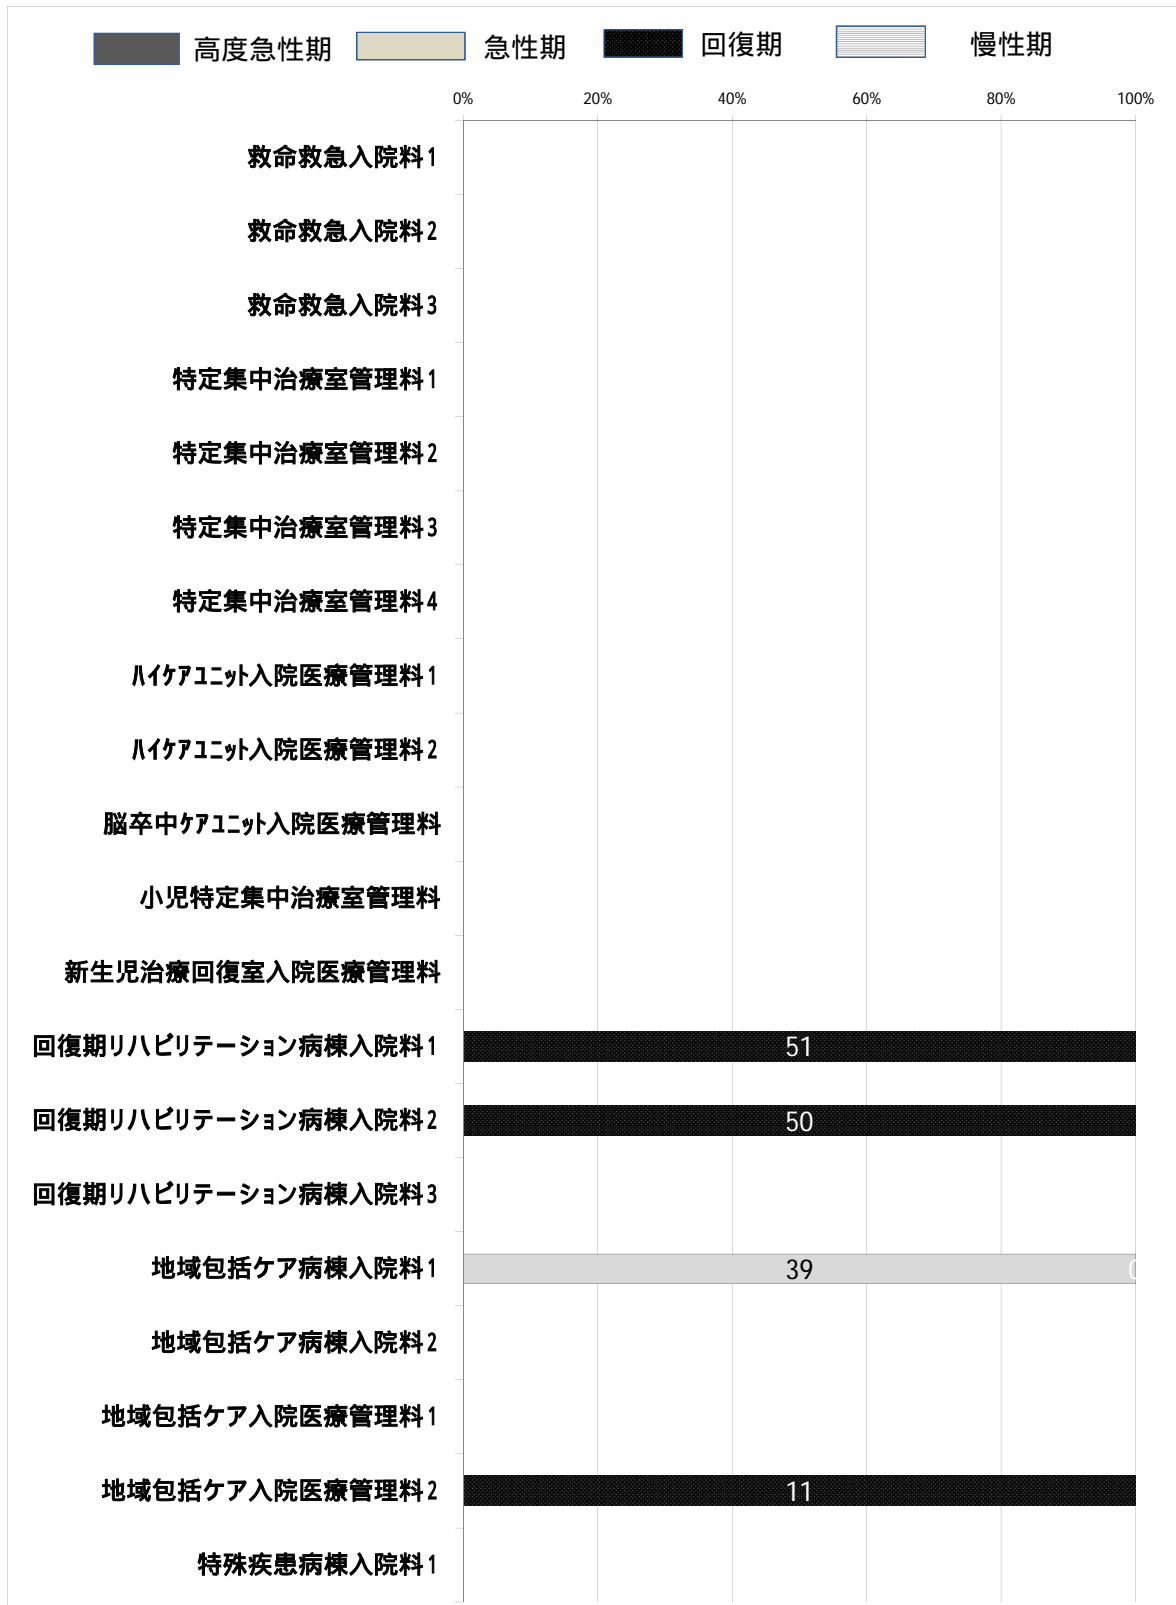 高度急性期 急性期 回復期 慢性期
0% 20% 40% 60% 80% 100%
救命救急入院料1
救命救急入院料2
救命救急入院料3
特定集中治療室管理料1
特定集中治療室管理料2
特定集中治療室管理料3
特定集中治療室管理料4
ﾊｲｹｱﾕﾆｯﾄ入院医療管理料1
ﾊｲｹｱﾕﾆｯﾄ入院医療管理料2
脳卒中ｹｱﾕﾆｯﾄ入院医療管理料
小児特定集中治療室管理料
新生児治療回復室入院医療管理料
回復期リハビリテーション病棟入院料1 51
回復期リハビリテーション病棟入院料2 50
回復期リハビリテーション病棟入院料3
地域包括ケア病棟入院料1 39 0
地域包括ケア病棟入院料2
地域包括ケア入院医療管理料1
地域包括ケア入院医療管理料2 11
特殊疾患病棟入院料1